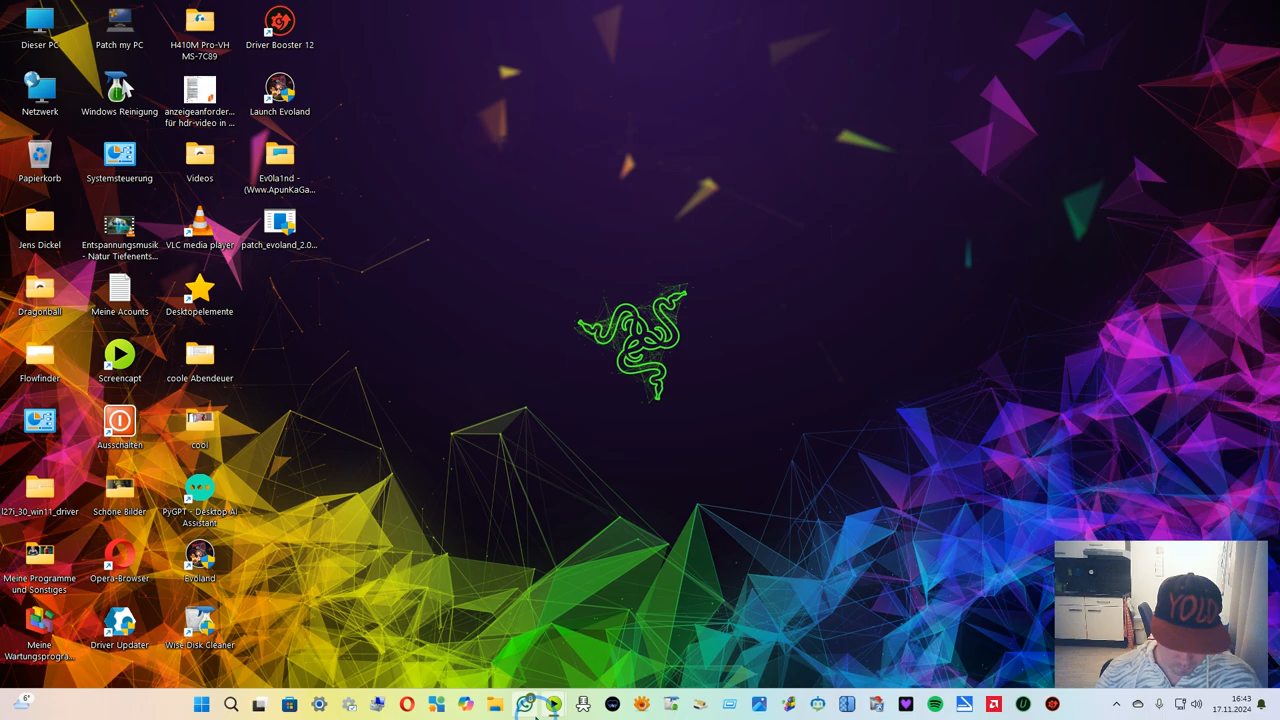 Dieser PC
Patch my PC
H410M Pro-VH
MS-7C89
Driver Booster 12
Netzwerk
Windows Reinigung
anzeigeanforder...
für hdr-video in ...
Launch Evoland
Papierkorb
Systemsteuerung
Videos
Ev0la1nd -
(Www.ApunKaGa...
Jens Dickel
Entspannungsmusik
- Natur Tiefenents...
VLC media player
patch_evoland_2.0...
Dragonball
Meine Acounts
Desktopelemente
Flowfinder
Screencapt
coole Abendeuer
Ausschalten
cool
l27i_30_win11_driver
Schöne Bilder
PyGPT - Desktop AI
Assistant
Meine Programme
und Sonstiges
Opera-Browser
Evoland
Meine
Wartungsprogra...
Driver Updater
Wise Disk Cleaner
YOLO
6°
16:43
17.11.2024